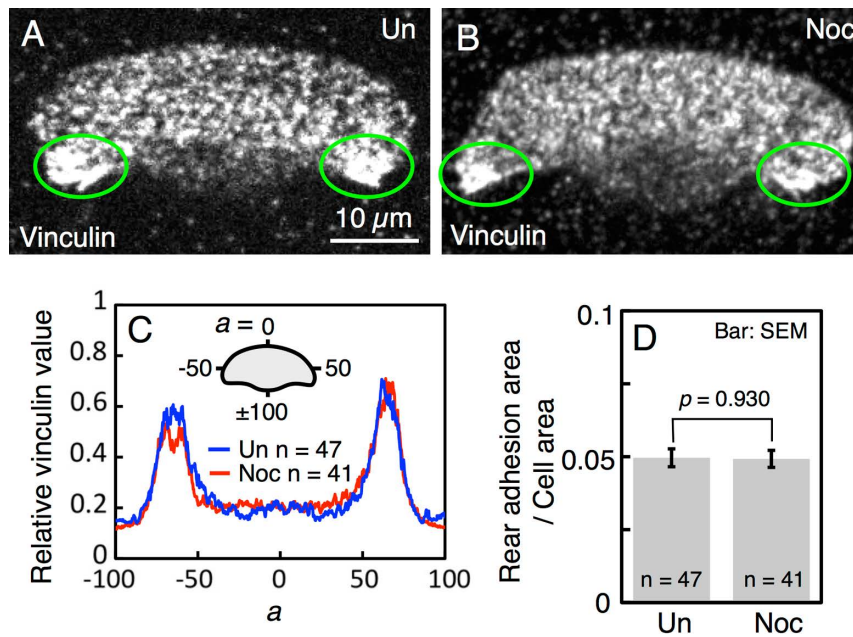 A
Un
Vinculin
10 µm
B
Noc
Vinculin
C
Relative vinculin value
1
0.8
0.6
0.4
0.2
0
-100
-50
0
50
100
a
a = 0
-50
50
±100
Un n = 47
Noc n = 41
D
Bar: SEM
Rear adhesion area
/ Cell area
0.1
0.05
0
p = 0.930
n = 47
n = 41
Un
Noc